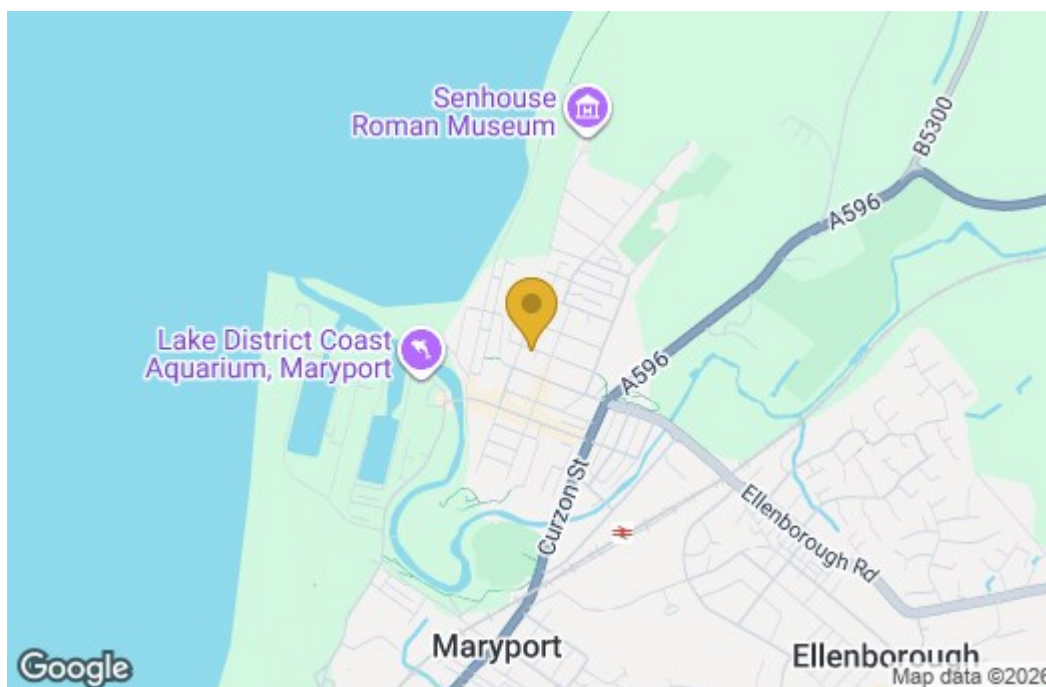 Senhouse
Roman Museum
B5300
A596
Lake District Coast
Aquarium, Maryport
A596
Curzon St
Ellenborough Rd
Maryport
Ellenborough
Google
Map data ©2026